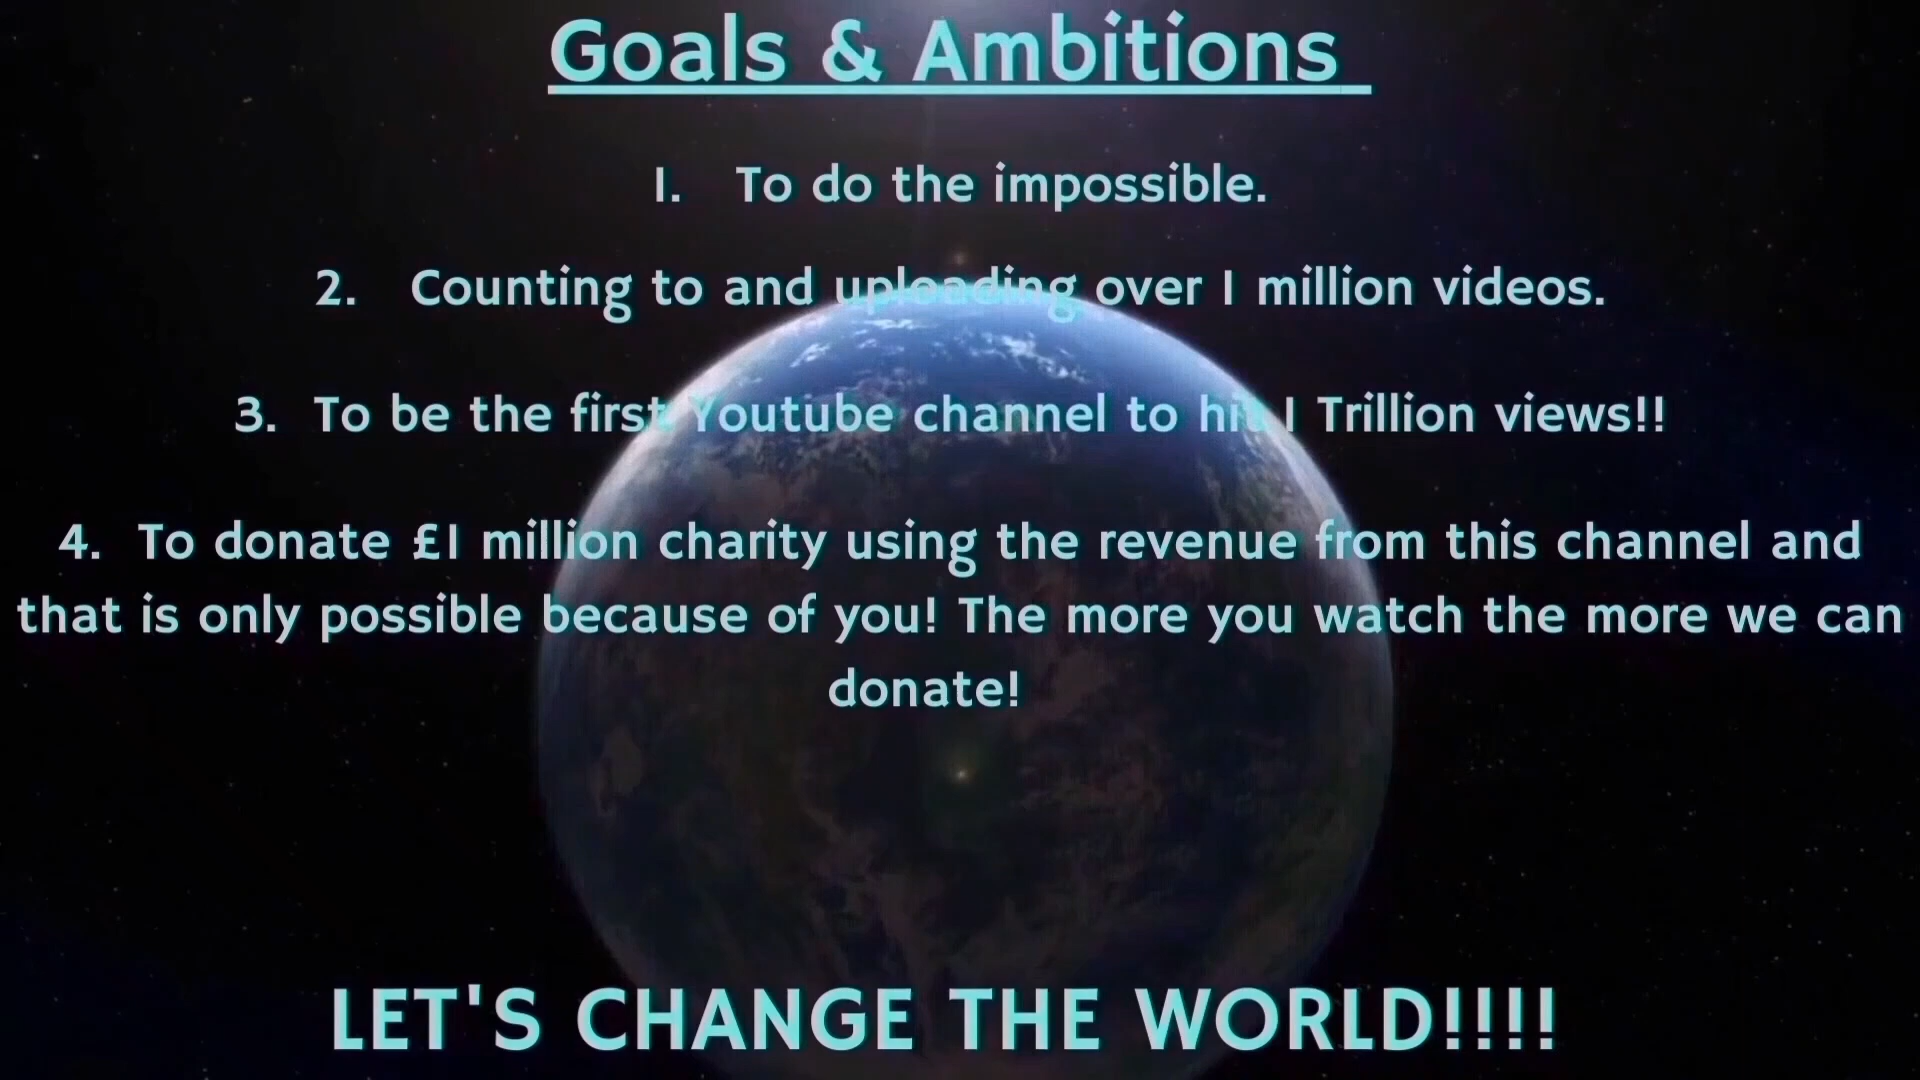 Goals & Ambitions
1. To do the impossible.
2. Counting to and uploading over 1 million videos.
3. To be the first Youtube channel to hit 1 Trillion views!!
4. To donate £1 million charity using the revenue from this channel and
that is only possible because of you! The more you watch the more we can
donate!
LET'S CHANGE THE WORLD!!!!